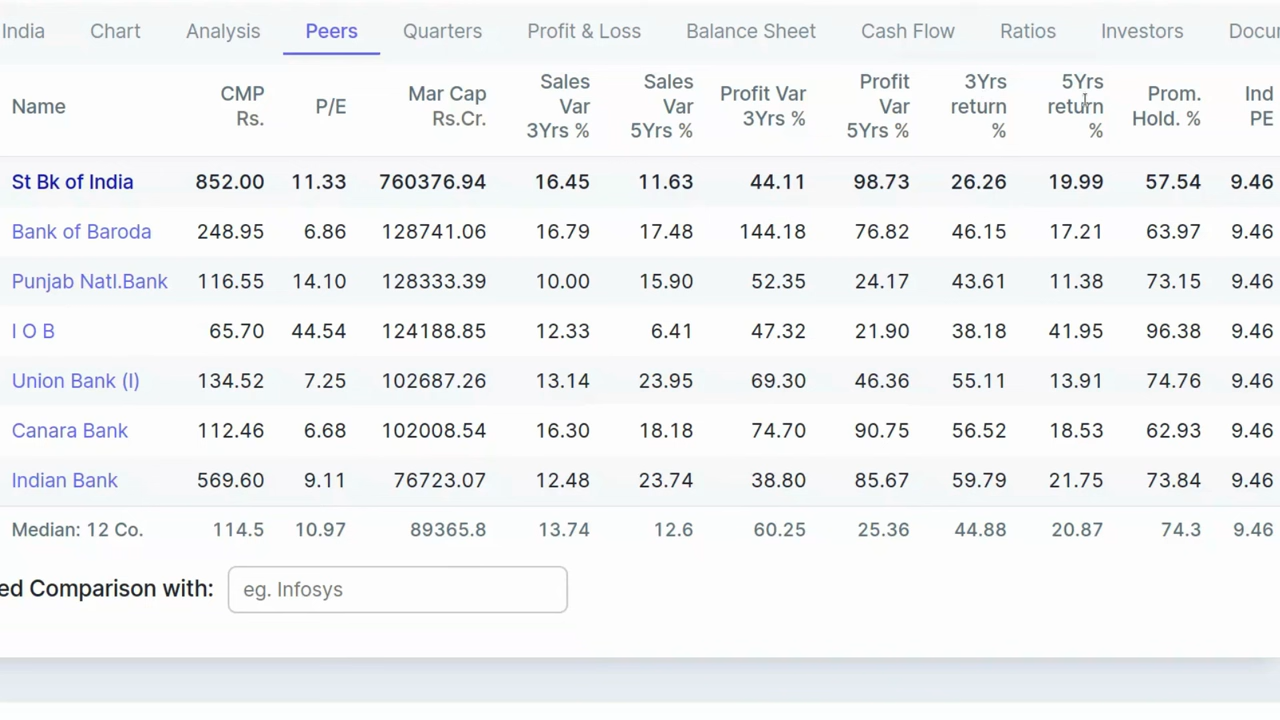 India Chart Analysis Peers Quarters Profit & Loss Balance Sheet Cash Flow Ratios Investors Docu
Name CMP Rs. P/E Mar Cap Rs.Cr. Sales Var 3Yrs % Sales Var 5Yrs % Profit Var 3Yrs % Profit Var 5Yrs % 3Yrs return % 5Yrs return % Prom. Hold. % Ind PE
St Bk of India 852.00 11.33 760376.94 16.45 11.63 44.11 98.73 26.26 19.99 57.54 9.46
Bank of Baroda 248.95 6.86 128741.06 16.79 17.48 144.18 76.82 46.15 17.21 63.97 9.46
Punjab Natl.Bank 116.55 14.10 128333.39 10.00 15.90 52.35 24.17 43.61 11.38 73.15 9.46
I O B 65.70 44.54 124188.85 12.33 6.41 47.32 21.90 38.18 41.95 96.38 9.46
Union Bank (I) 134.52 7.25 102687.26 13.14 23.95 69.30 46.36 55.11 13.91 74.76 9.46
Canara Bank 112.46 6.68 102008.54 16.30 18.18 74.70 90.75 56.52 18.53 62.93 9.46
Indian Bank 569.60 9.11 76723.07 12.48 23.74 38.80 85.67 59.79 21.75 73.84 9.46
Median: 12 Co. 114.5 10.97 89365.8 13.74 12.6 60.25 25.36 44.88 20.87 74.3 9.46
ed Comparison with: eg. Infosys